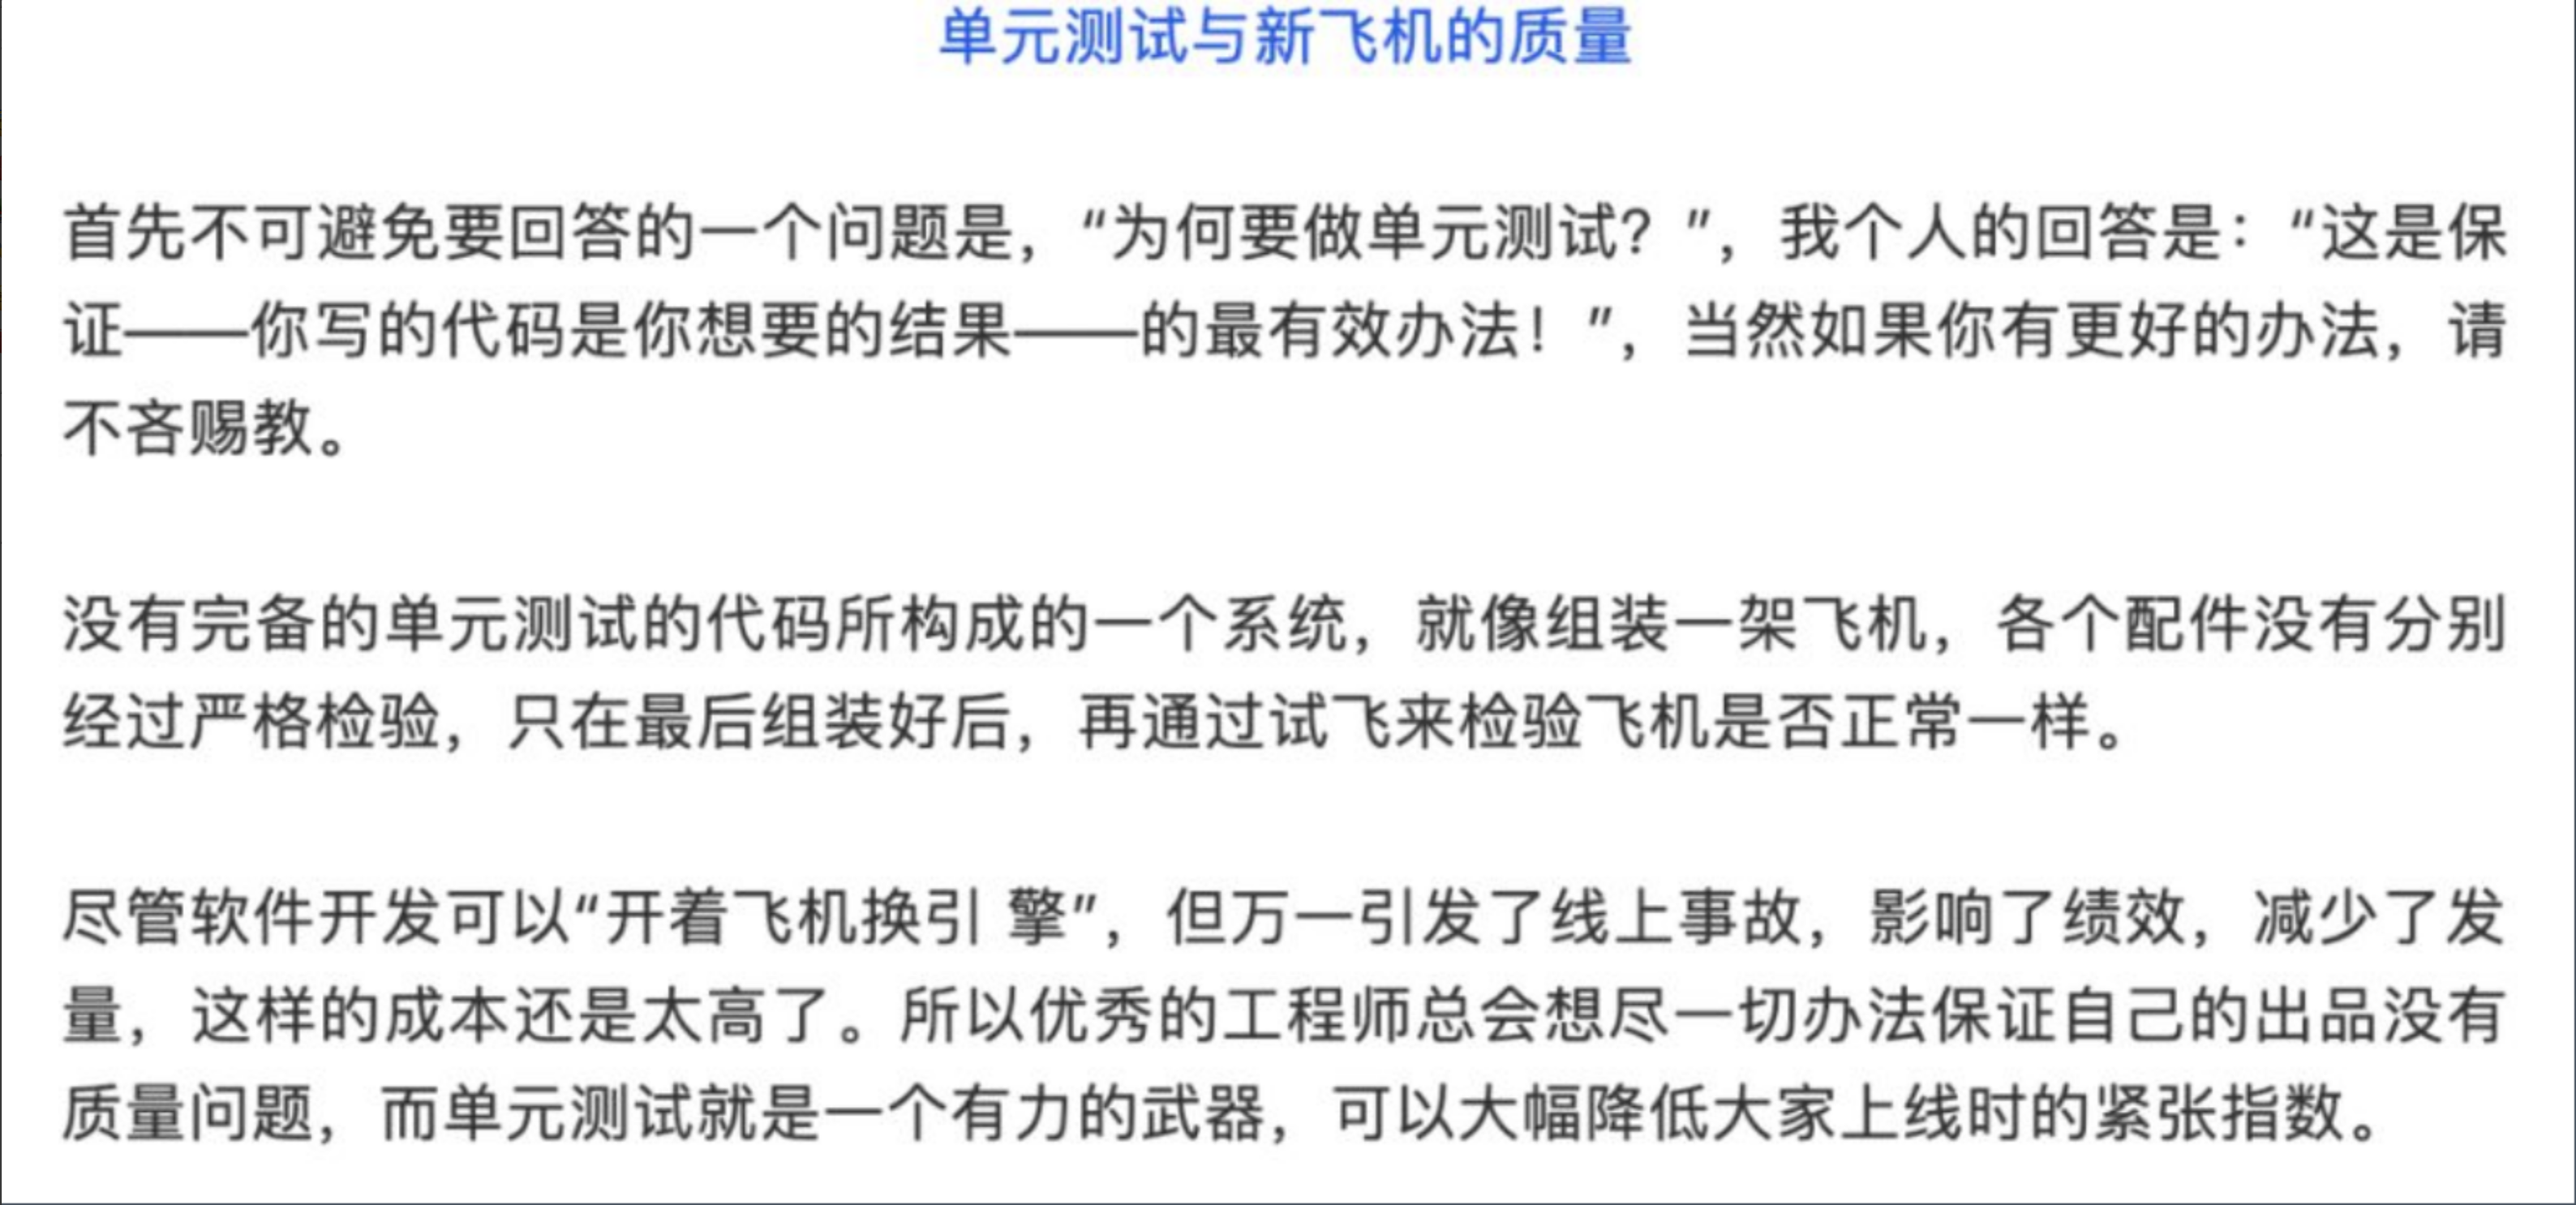 单元测试与新飞机的质量
首先不可避免要回答的一个问题是，“为何要做单元测试？”，我个人的回答是：“这是保
证——你写的代码是你想要的结果——的最有效办法！”，当然如果你有更好的办法，请
不吝赐教。
没有完备的单元测试的代码所构成的一个系统，就像组装一架飞机，各个配件没有分别
经过严格检验，只在最后组装好后，再通过试飞来检验飞机是否正常一样。
尽管软件开发可以“开着飞机换引 擎”，但万一引发了线上事故，影响了绩效，减少了发
量，这样的成本还是太高了。所以优秀的工程师总会想尽一切办法保证自己的出品没有
质量问题，而单元测试就是一个有力的武器，可以大幅降低大家上线时的紧张指数。